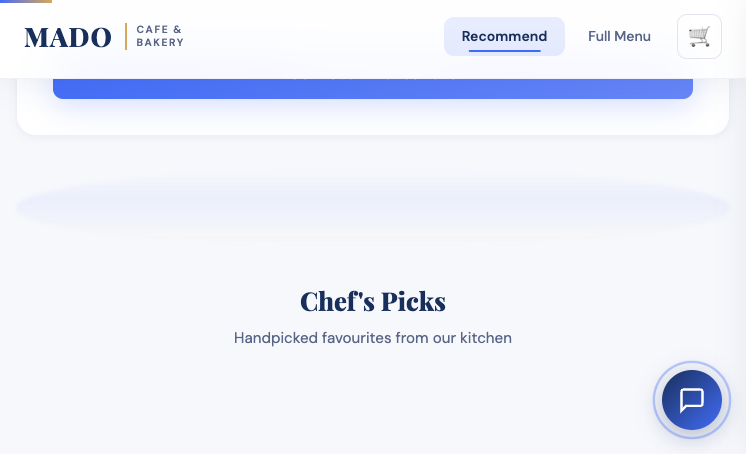 MADO
CAFE &
BAKERY
Recommend
Full Menu
Chef's Picks
Handpicked favourites from our kitchen